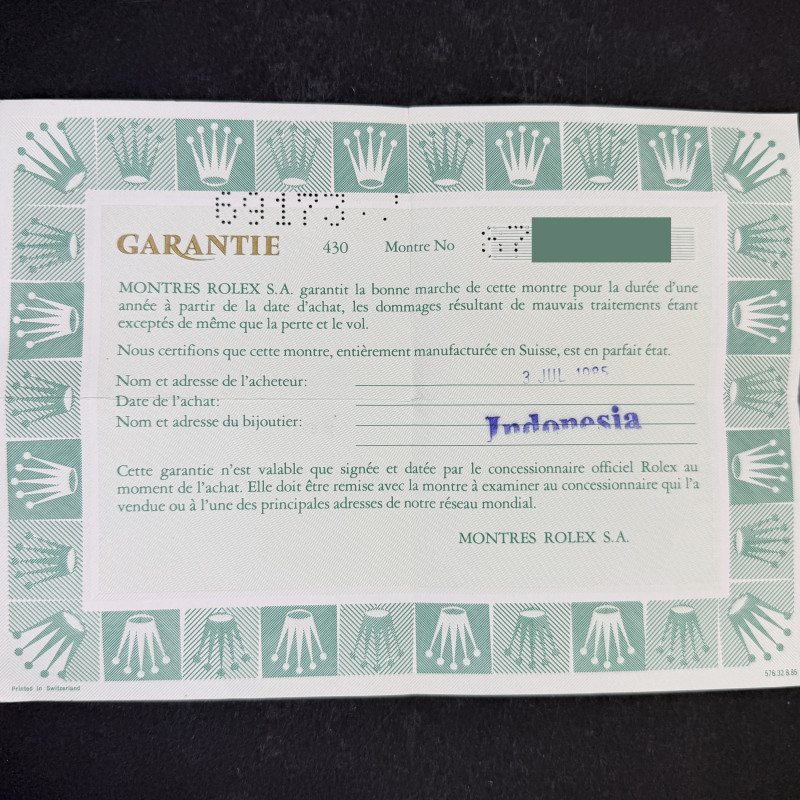 69173
GARANTIE 430 Montre No
MONTRES ROLEX S.A. garantit la bonne marche de cette montre pour la durée d'une
année à partir de la date d'achat, les dommages résultant de mauvais traitements étant
exceptés de même que la perte et le vol.
Nous certifions que cette montre, entièrement manufacturée en Suisse, est en parfait état.
Nom et adresse de l'acheteur: 3 JUL 1985
Date de l'achat:
Nom et adresse du bijoutier: Indonesia
Cette garantie n'est valable que signée et datée par le concessionnaire officiel Rolex au
moment de l'achat. Elle doit être remise avec la montre à examiner au concessionnaire qui l'a
vendue ou à l'une des principales adresses de notre réseau mondial.
MONTRES ROLEX S.A.
Printed in Switzerland